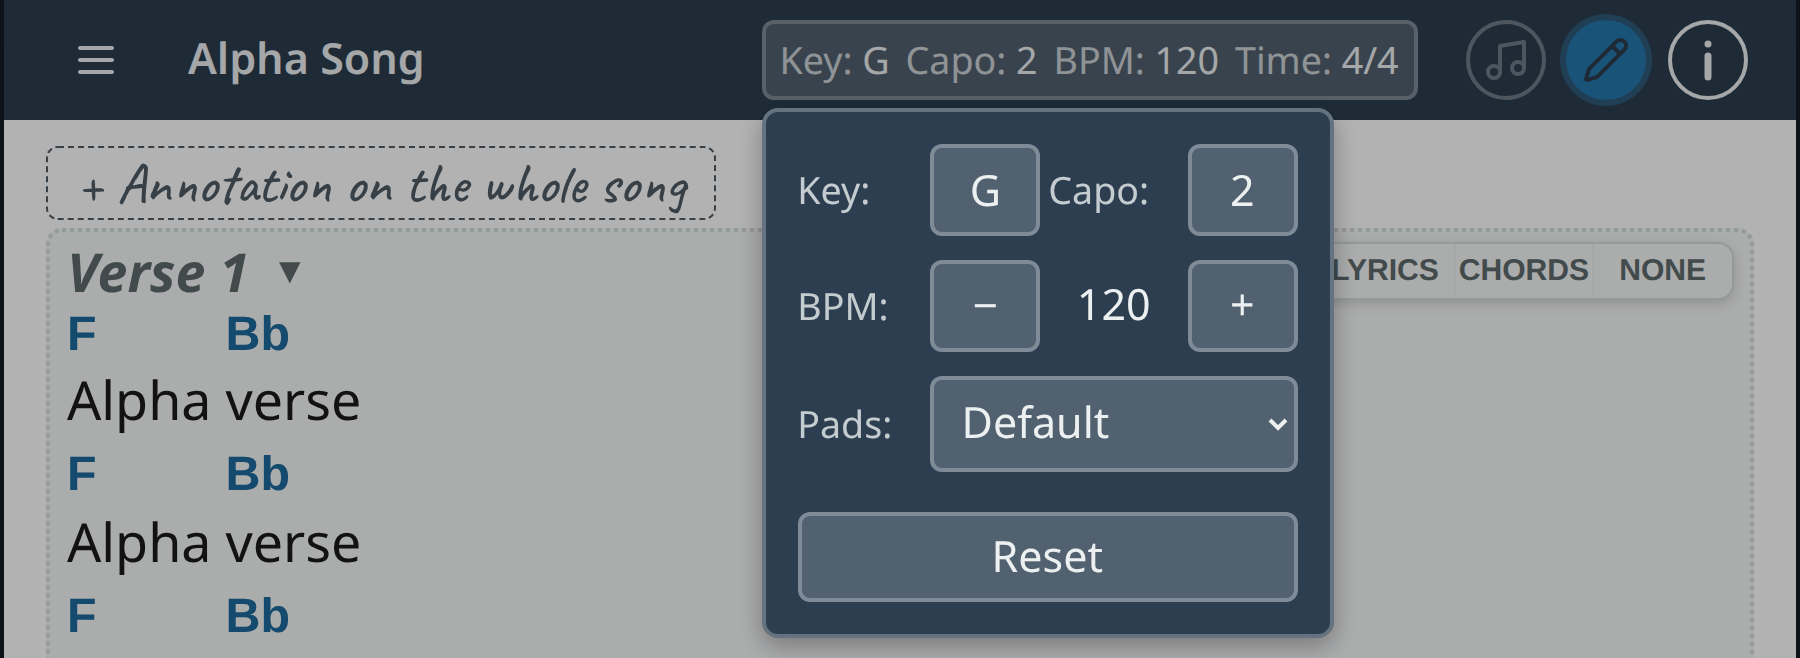 Alpha Song
Key: G Capo: 2 BPM: 120 Time: 4/4
+ Annotation on the whole song
Key: G Capo: 2
BPM: − 120 +
Pads: Default
Reset
LYRICS CHORDS NONE
Verse 1 ▼
F Bb
Alpha verse
F Bb
Alpha verse
F Bb